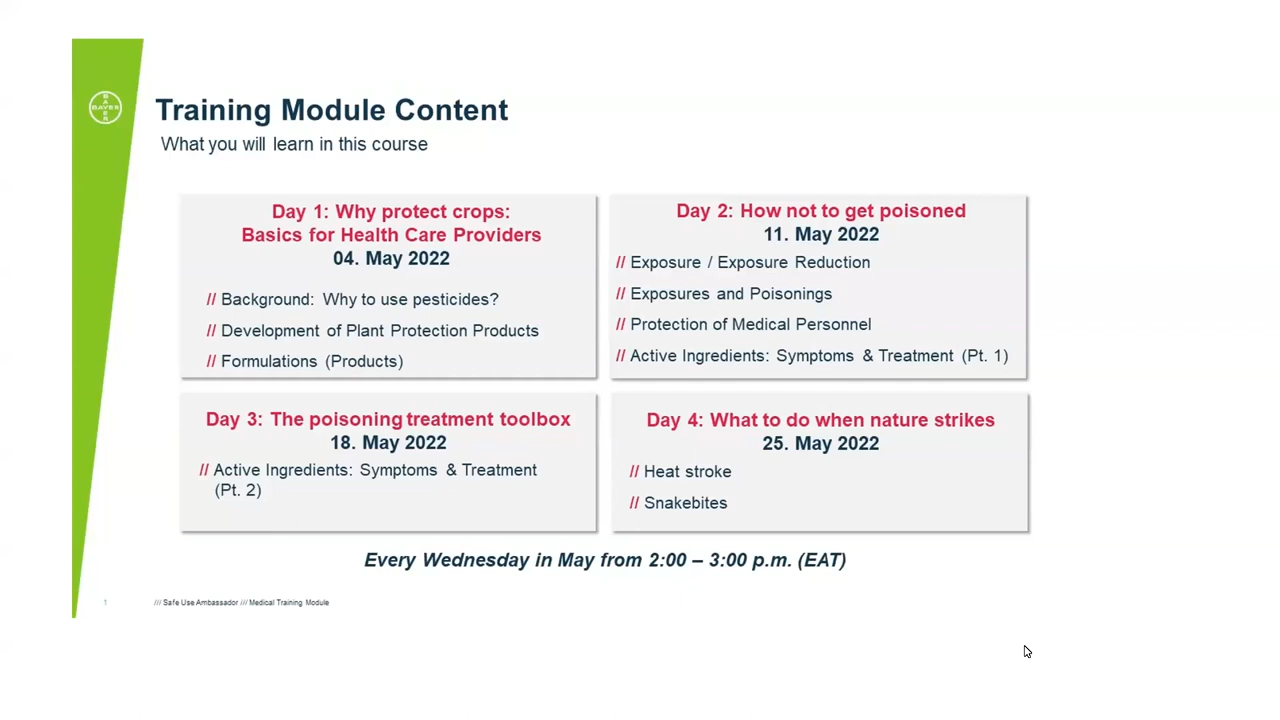 BAYER
BAYER
Training Module Content
What you will learn in this course
Day 1: Why protect crops:
Basics for Health Care Providers
04. May 2022
// Background: Why to use pesticides?
// Development of Plant Protection Products
// Formulations (Products)
Day 2: How not to get poisoned
11. May 2022
// Exposure / Exposure Reduction
// Exposures and Poisonings
// Protection of Medical Personnel
// Active Ingredients: Symptoms & Treatment (Pt. 1)
Day 3: The poisoning treatment toolbox
18. May 2022
// Active Ingredients: Symptoms & Treatment
(Pt. 2)
Day 4: What to do when nature strikes
25. May 2022
// Heat stroke
// Snakebites
Every Wednesday in May from 2:00 – 3:00 p.m. (EAT)
1
/// Safe Use Ambassador /// Medical Training Module